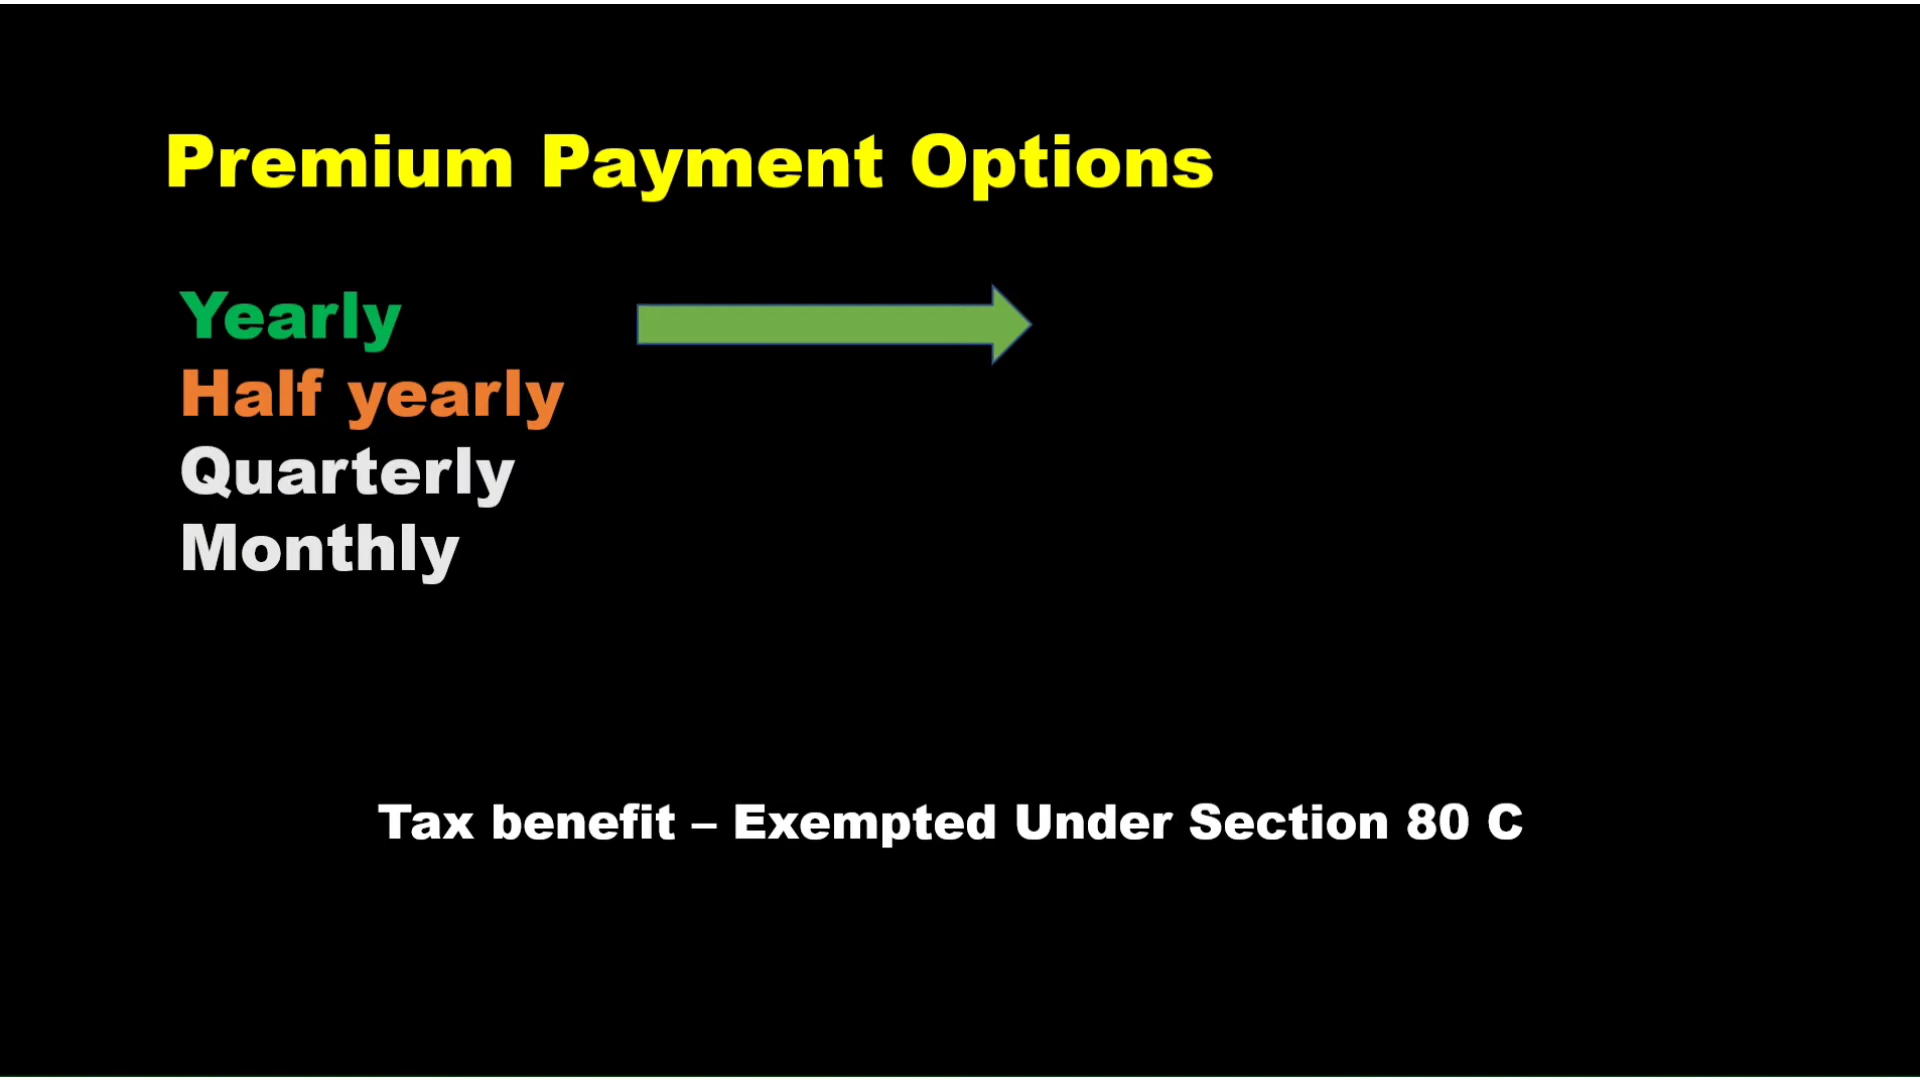 Premium Payment Options
Yearly
Half yearly
Quarterly
Monthly
Tax benefit – Exempted Under Section 80 C